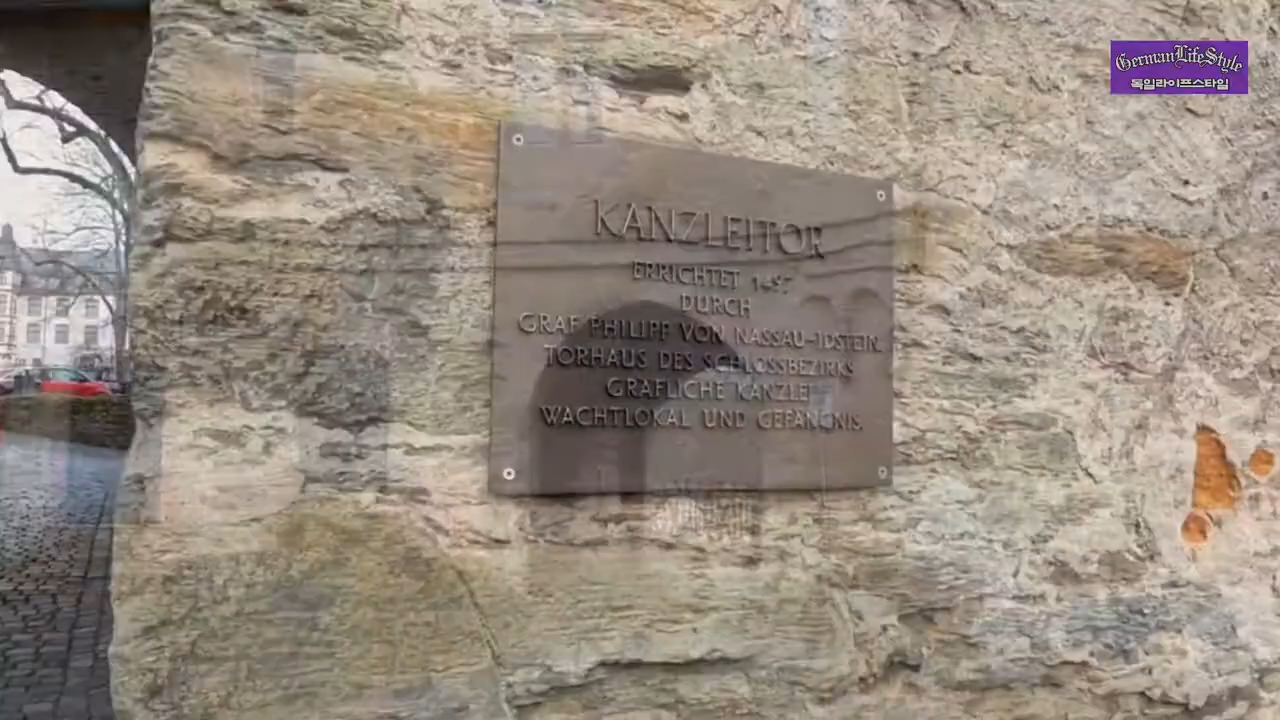 GermanLifeStyle
독일라이프스타일
KANZLEITOR
ERRICHTET 1497
DURCH
GRAF PHILIPP VON NASSAU-IDSTEIN.
TORHAUS DES SCHLOSSBEZIRKS
GRÄFLICHE KANZLEI
WACHTLOKAL UND GEFÄNGNIS.